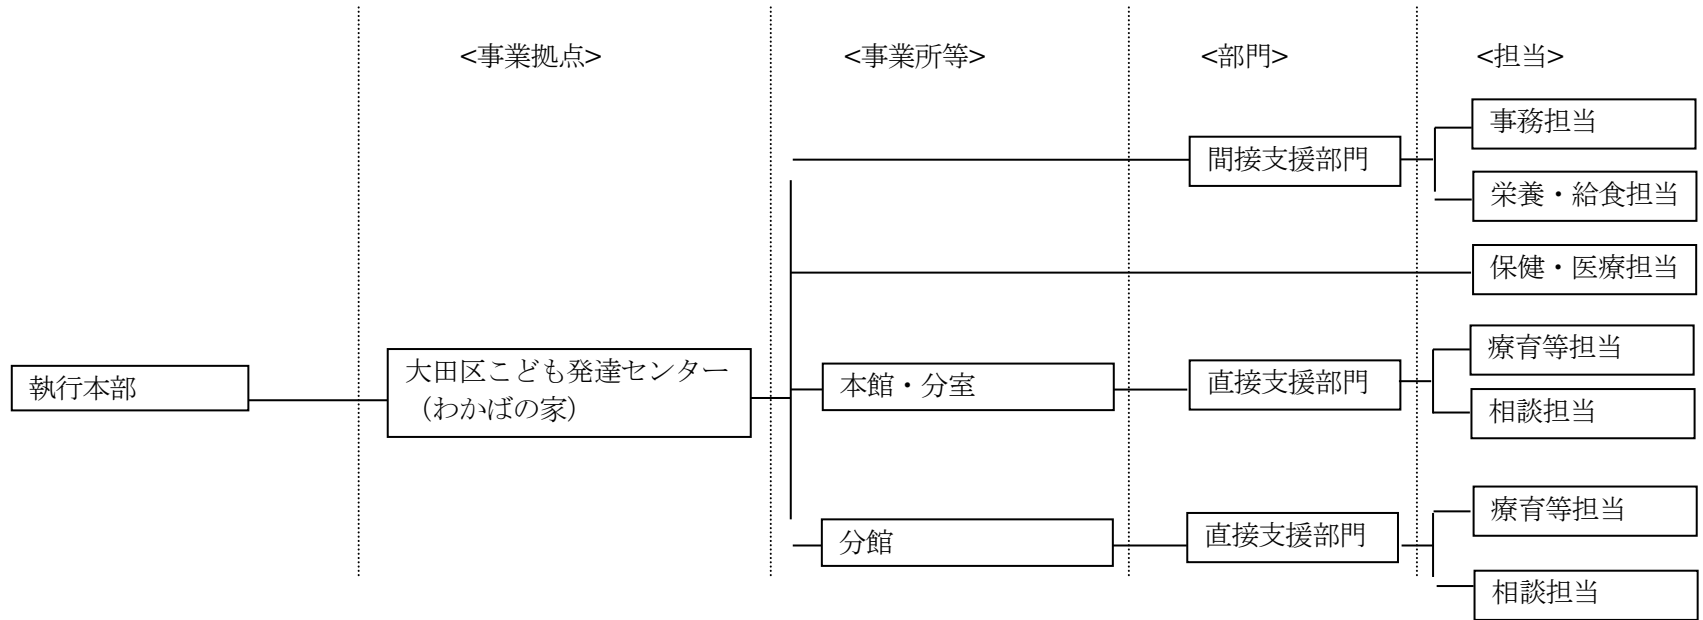 <事業拠点>
<事業所等>
<部門>
<担当>
事務担当
間接支援部門
栄養・給食担当
保健・医療担当
療育等担当
執行本部
大田区こども発達センター
（わかばの家）
本館・分室
直接支援部門
相談担当
療育等担当
分館
直接支援部門
相談担当